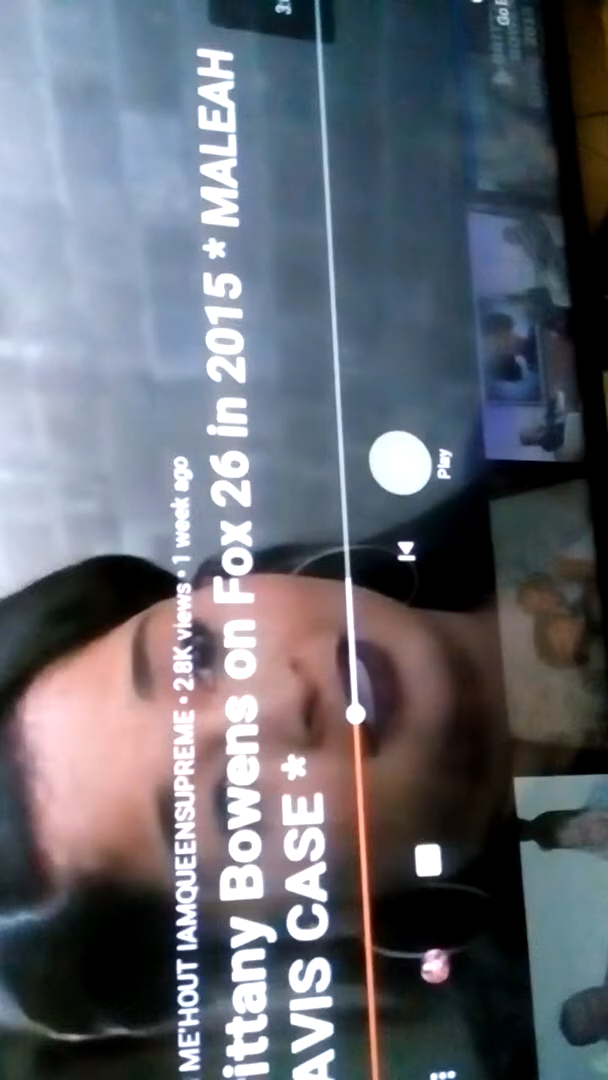 ME'HOUT IAMQUEENSUPREME • 2.8K views • 1 week ago
ittany Bowens on Fox 26 in 2015 * MALEAH
AVIS CASE *
Play
Go